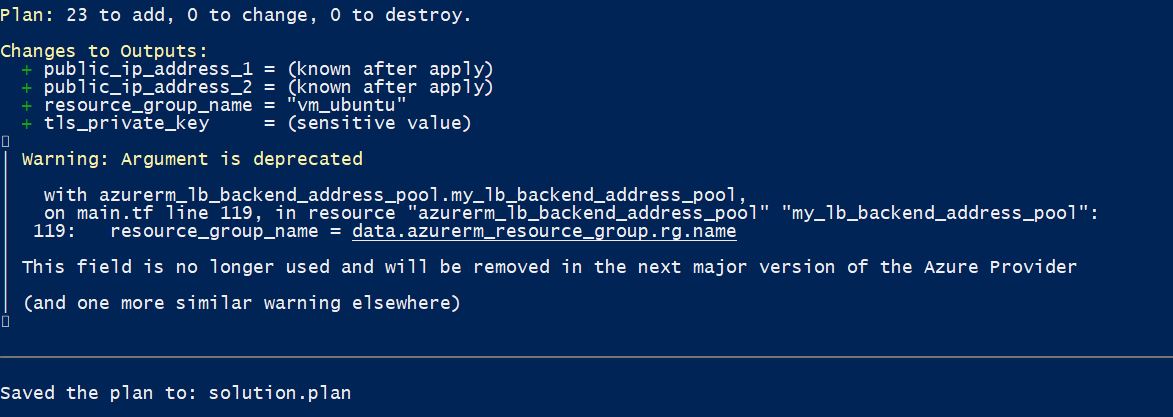 Plan: 23 to add, 0 to change, 0 to destroy.
Changes to Outputs:
+ public_ip_address_1 = (known after apply)
+ public_ip_address_2 = (known after apply)
+ resource_group_name = "vm_ubuntu"
+ tls_private_key     = (sensitive value)
Warning: Argument is deprecated
with azurerm_lb_backend_address_pool.my_lb_backend_address_pool,
on main.tf line 119, in resource "azurerm_lb_backend_address_pool" "my_lb_backend_address_pool":
119:   resource_group_name = data.azurerm_resource_group.rg.name
This field is no longer used and will be removed in the next major version of the Azure Provider
(and one more similar warning elsewhere)
Saved the plan to: solution.plan